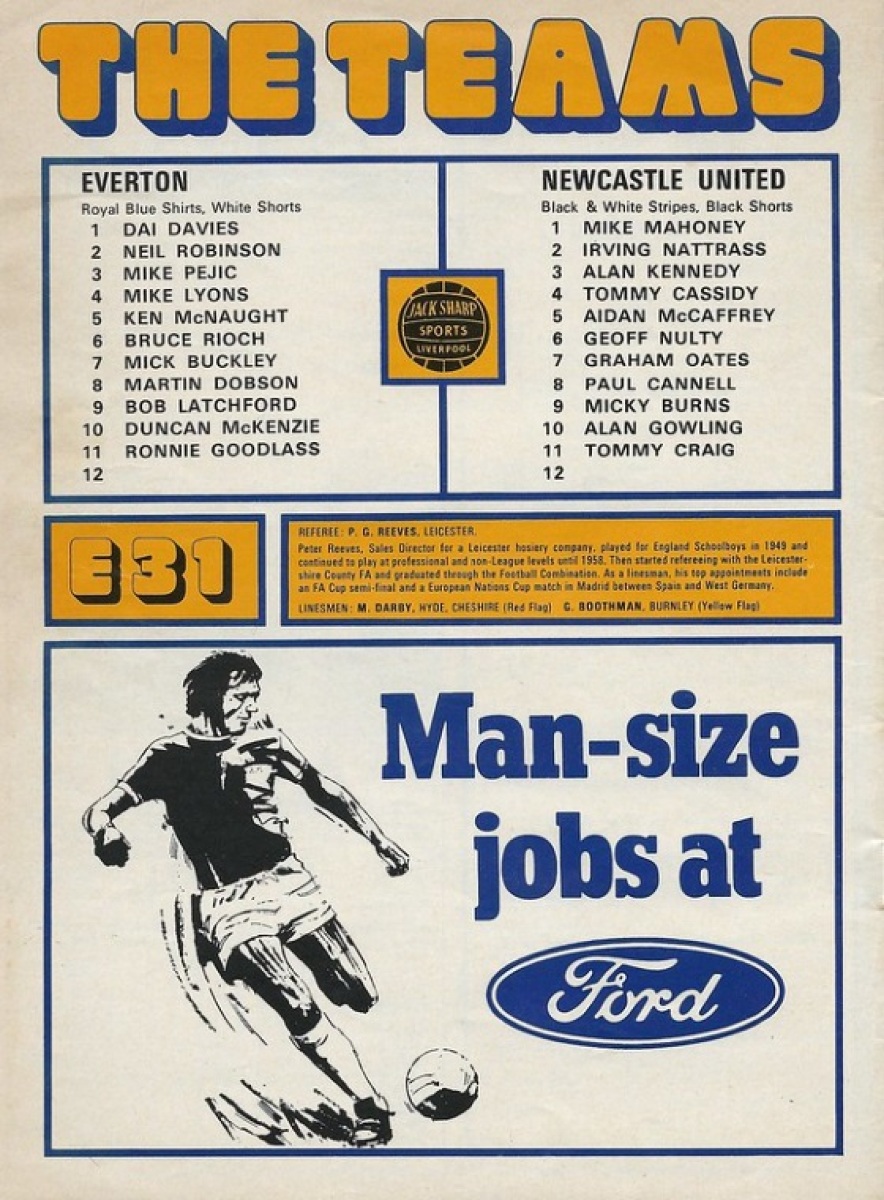 THE TEAMS
EVERTON
Royal Blue Shirts, White Shorts
1 DAI DAVIES
2 NEIL ROBINSON
3 MIKE PEJIC
4 MIKE LYONS
5 KEN McNAUGHT
6 BRUCE RIOCH
7 MICK BUCKLEY
8 MARTIN DOBSON
9 BOB LATCHFORD
10 DUNCAN McKENZIE
11 RONNIE GOODLASS
12
JACK SHARP
SPORTS
LIVERPOOL
NEWCASTLE UNITED
Black & White Stripes, Black Shorts
1 MIKE MAHONEY
2 IRVING NATTRASS
3 ALAN KENNEDY
4 TOMMY CASSIDY
5 AIDAN McCAFFREY
6 GEOFF NULTY
7 GRAHAM OATES
8 PAUL CANNELL
9 MICKY BURNS
10 ALAN GOWLING
11 TOMMY CRAIG
12
E31
REFEREE: P. G. REEVES, LEICESTER.
Peter Reeves, Sales Director for a Leicester hosiery company, played for England Schoolboys in 1949 and
continued to play at professional and non-League levels until 1958. Then started refereeing with the Leicester-
shire County FA and graduated through the Football Combination. As a linesman, his top appointments include
an FA Cup semi-final and a European Nations Cup match in Madrid between Spain and West Germany.
LINESMEN: M. DARBY, HYDE, CHESHIRE (Red Flag) G. BOOTHMAN, BURNLEY (Yellow Flag)
Man-size
jobs at
Ford